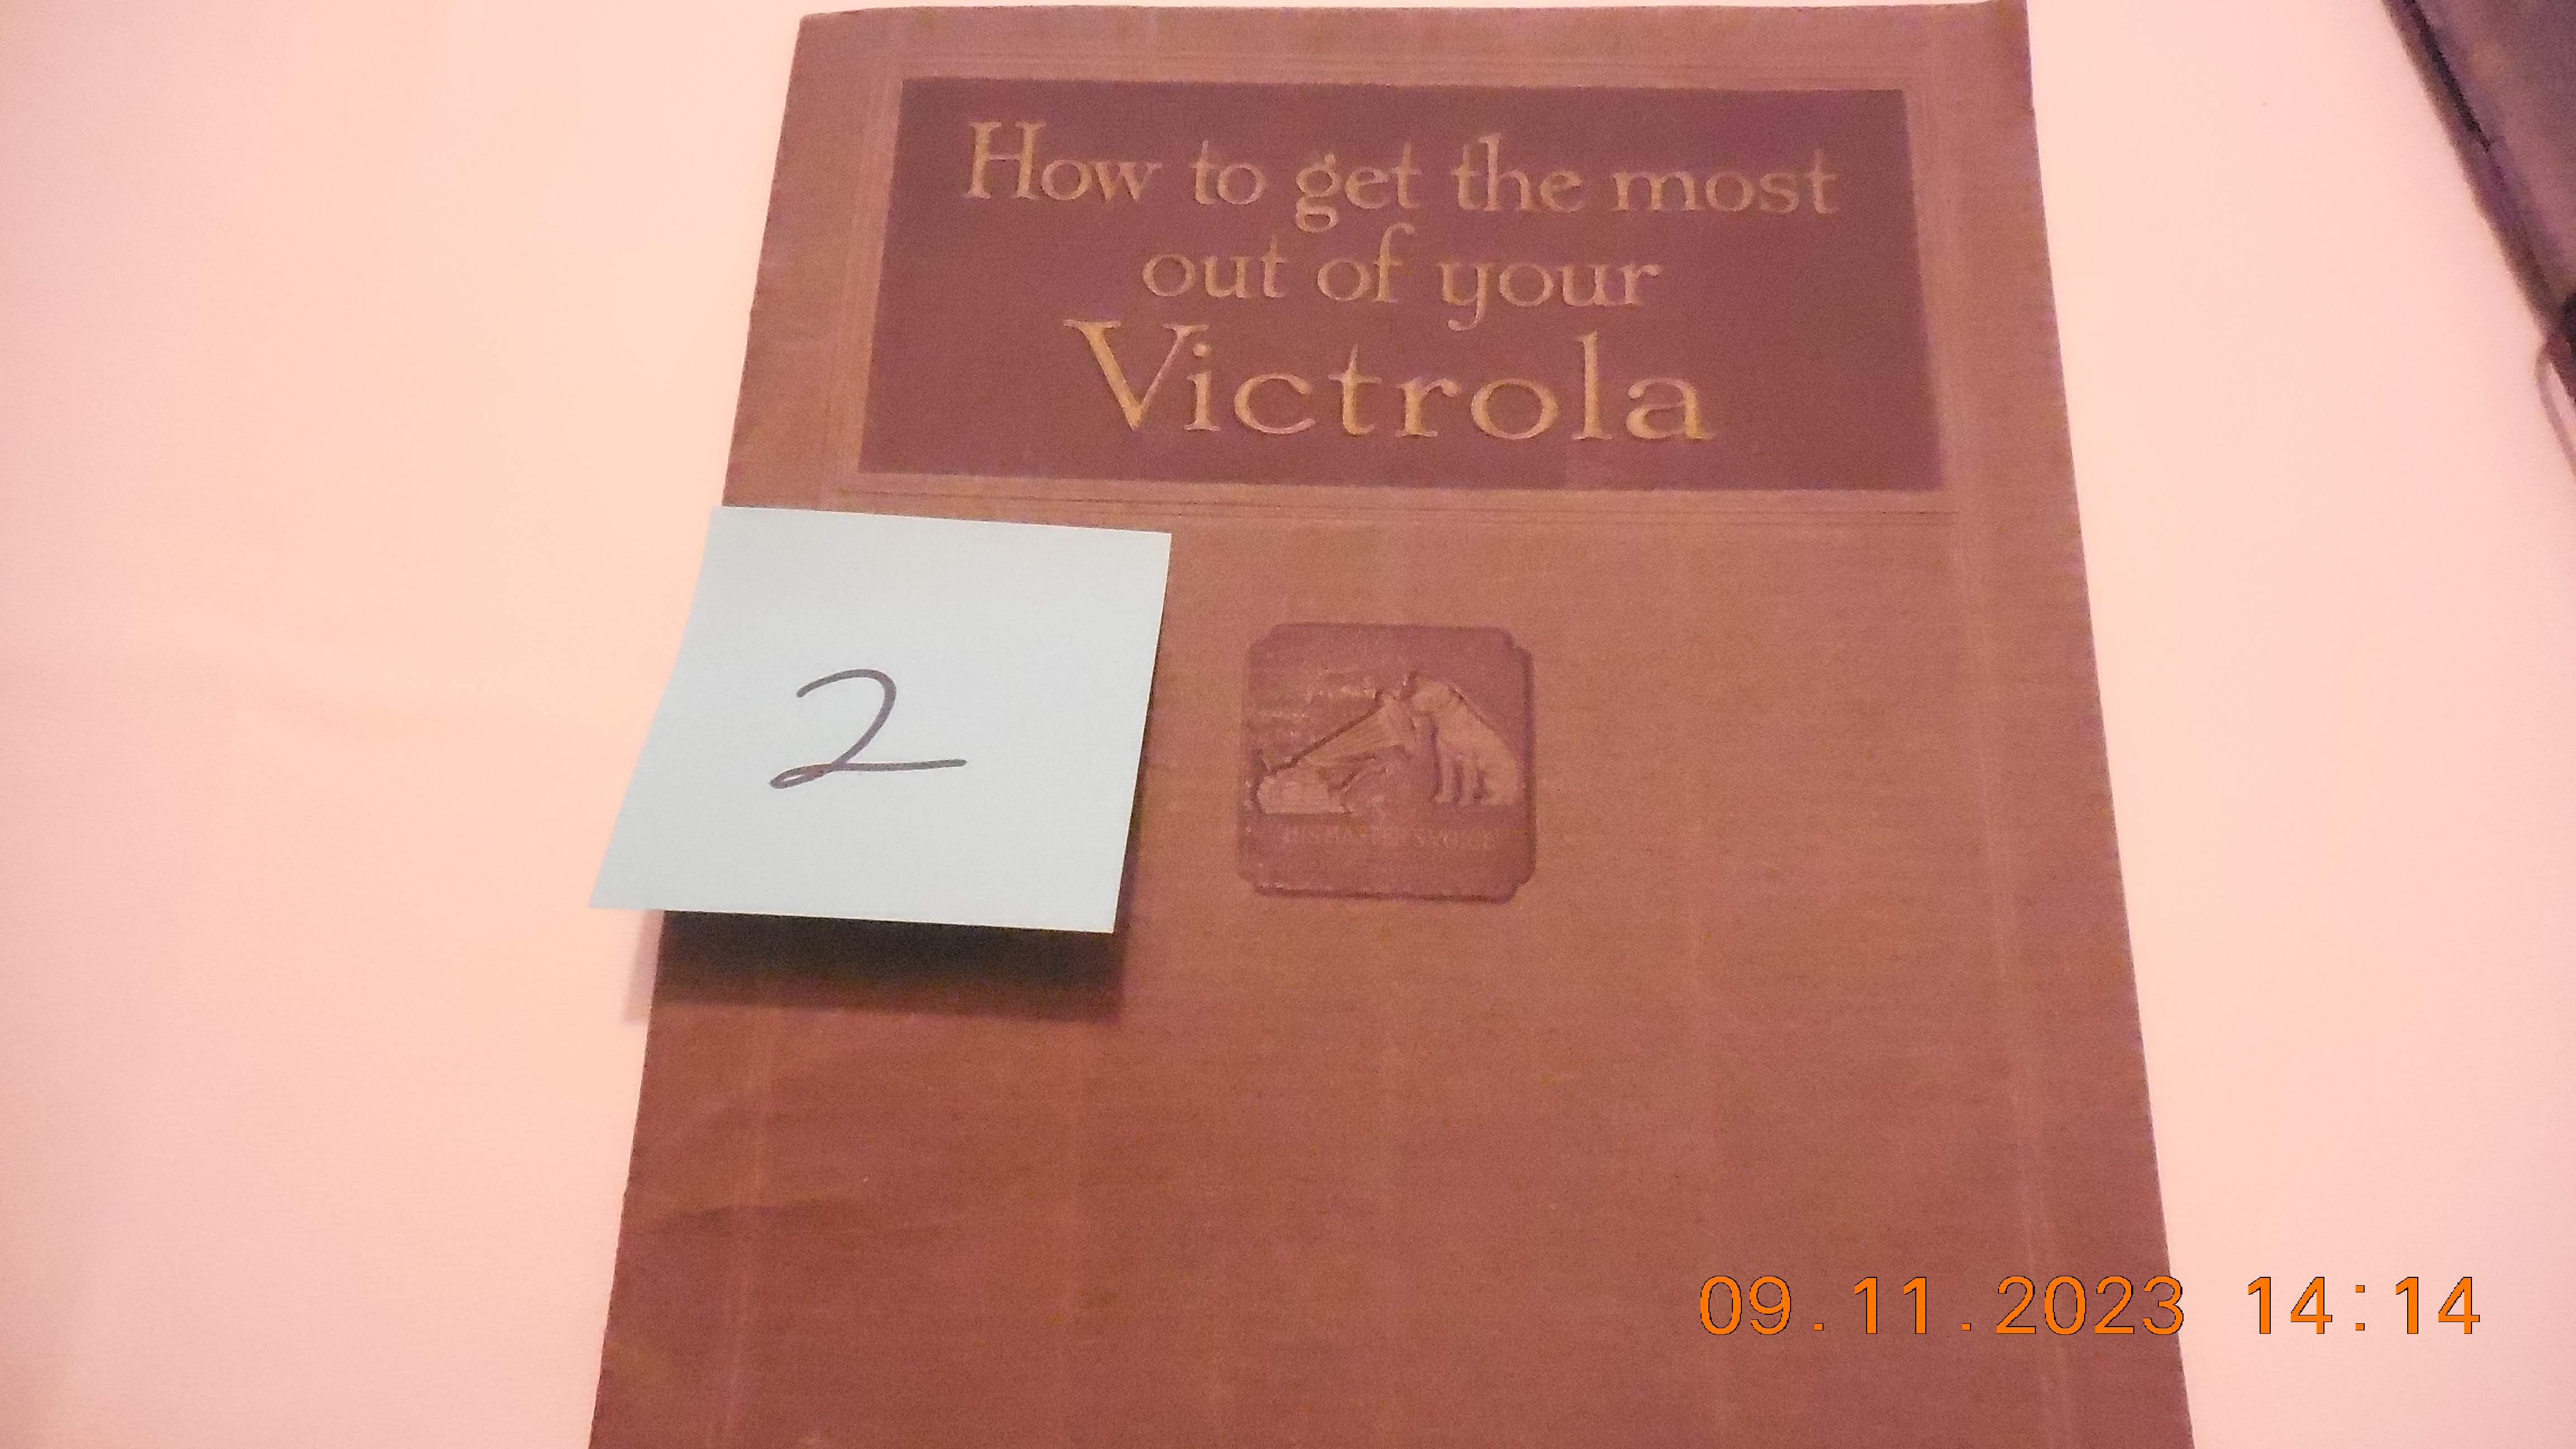 How to get the most
out of your
Victrola
2
HIS MASTER'S VOICE
09.11.2023 14:14